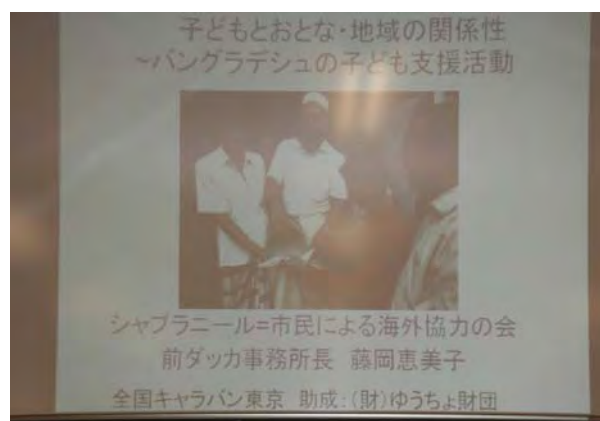 子どもとおとな・地域の関係性
~バングラデシュの子ども支援活動
シャプラニール=市民による海外協力の会
前ダッカ事務所長 藤岡恵美子
全国キャラバン東京 助成:(財)ゆうちょ財団